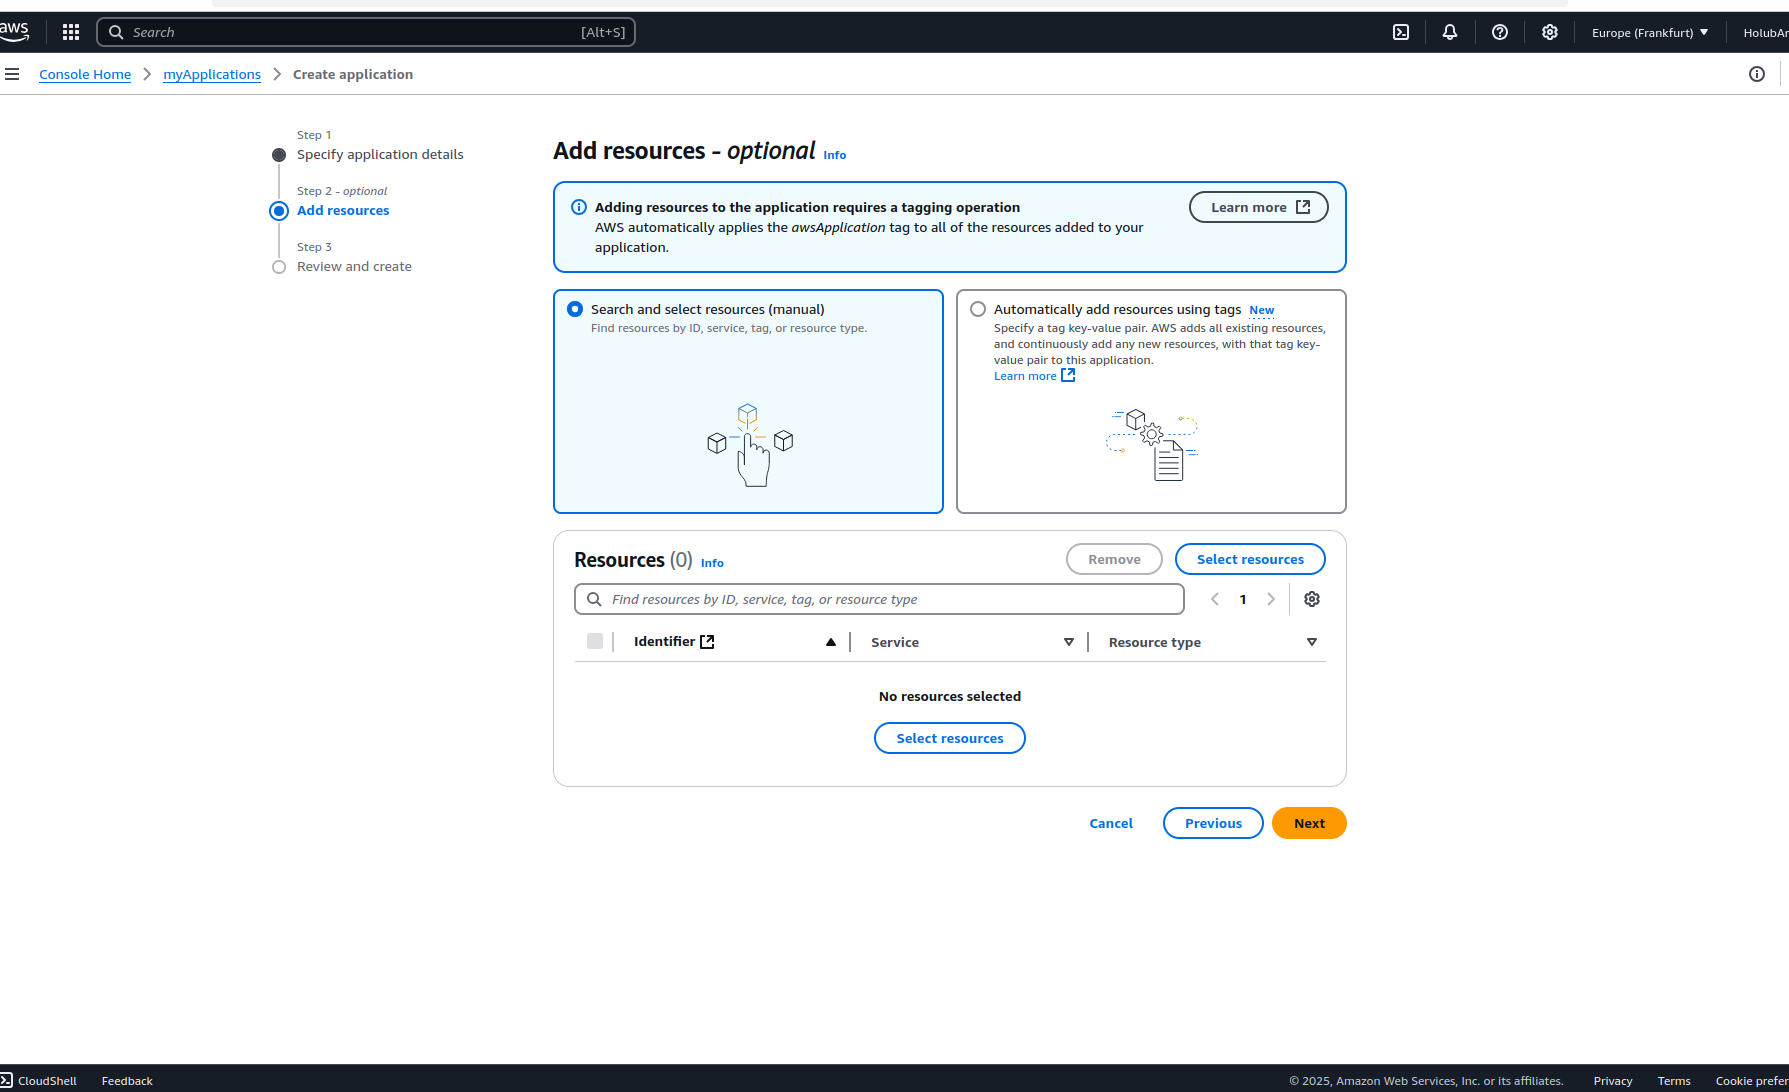 aws
Search
[Alt+S]
Europe (Frankfurt)
HolubAr
Console Home
myApplications
Create application
Step 1
Specify application details
Step 2 - optional
Add resources
Step 3
Review and create
Add resources - optional Info
Adding resources to the application requires a tagging operation
AWS automatically applies the awsApplication tag to all of the resources added to your
application.
Learn more
Search and select resources (manual)
Find resources by ID, service, tag, or resource type.
Automatically add resources using tags New
Specify a tag key-value pair. AWS adds all existing resources,
and continuously add any new resources, with that tag key-
value pair to this application.
Learn more
Resources (0) Info
Remove
Select resources
Find resources by ID, service, tag, or resource type
1
Identifier
Service
Resource type
No resources selected
Select resources
Cancel
Previous
Next
CloudShell
Feedback
© 2025, Amazon Web Services, Inc. or its affiliates.
Privacy
Terms
Cookie prefer